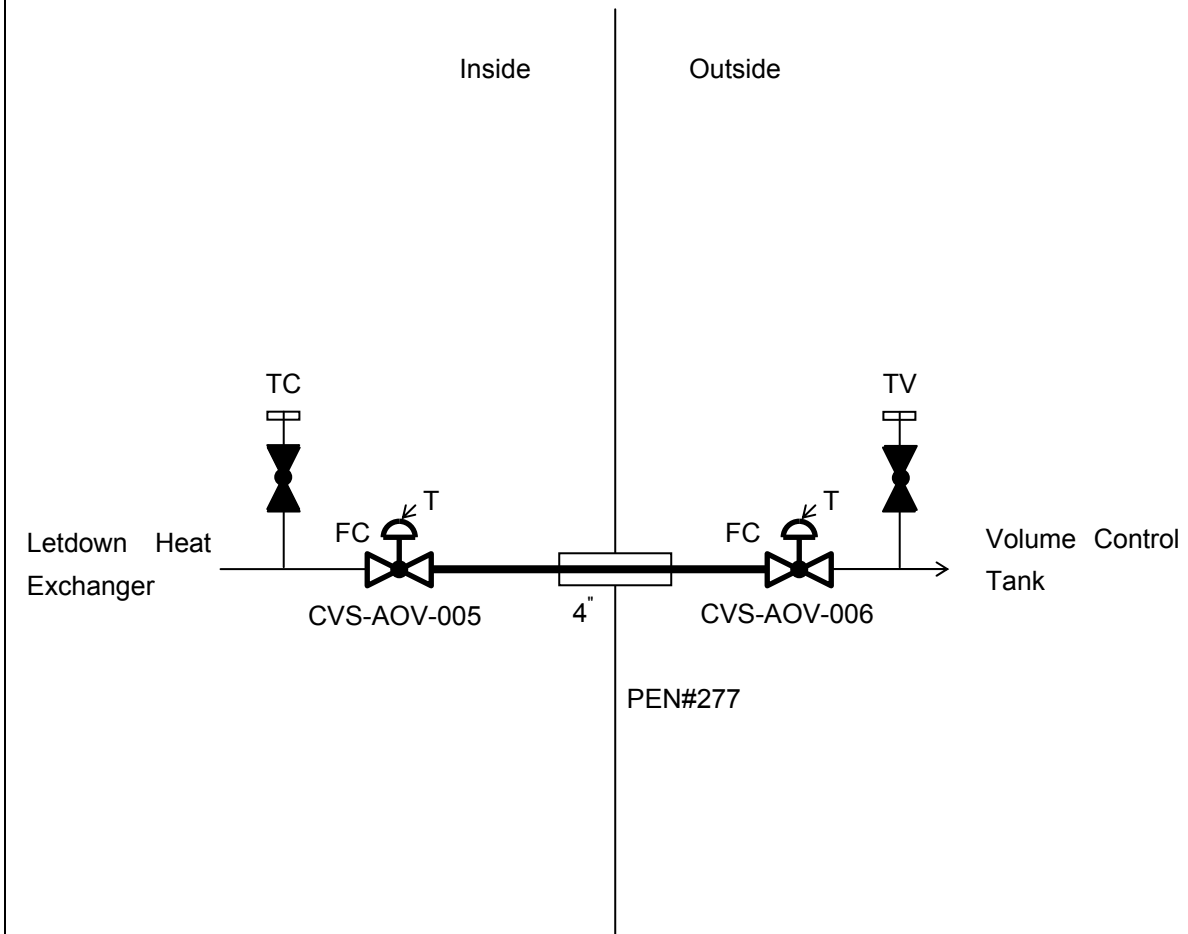 Inside
Outside
TC
TV
T
T
FC
FC
Letdown Heat
Exchanger
Volume Control
Tank
CVS-AOV-005
4"
CVS-AOV-006
PEN#277